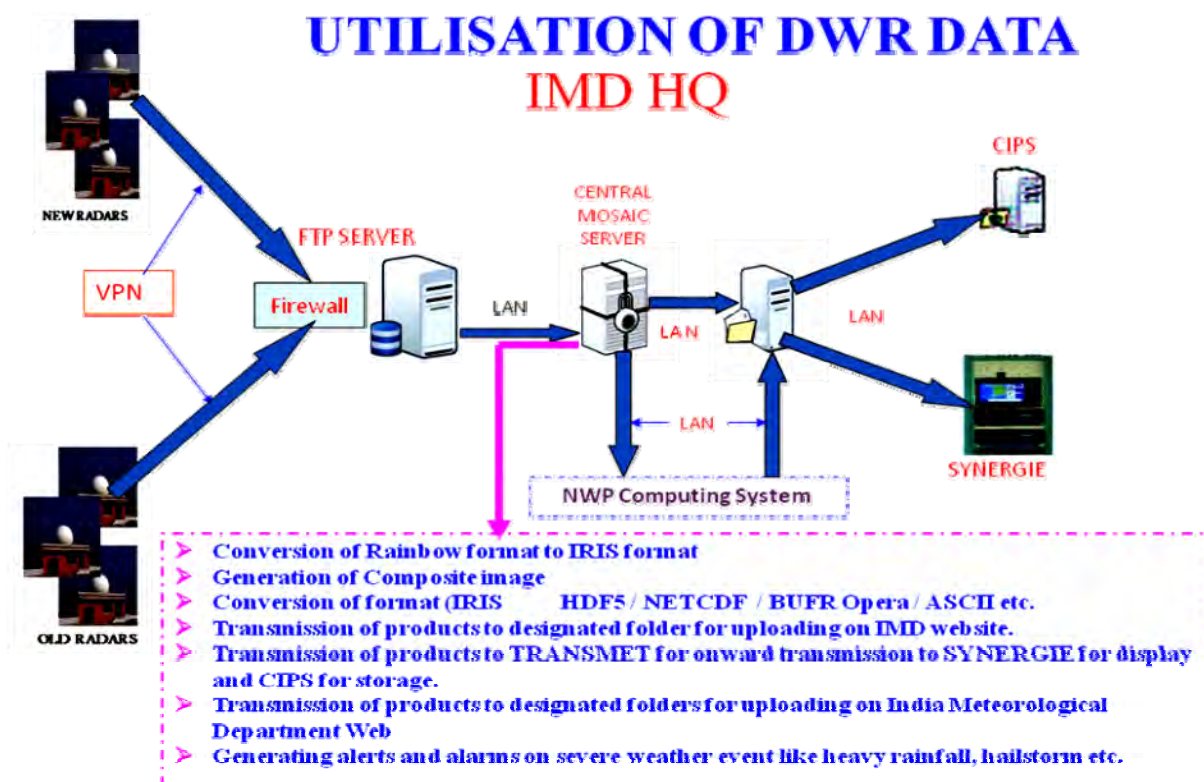 UTILISATION OF DWR DATA
IMD HQ
NEW RADARS
VPN
FTP SERVER
Firewall
LAN
CENTRAL
MOSAIC
SERVER
LAN
CIPS
LAN
SYNERGIE
LAN
NWP Computing System
OLD RADARS
➢ Conversion of Rainbow format to IRIS format
➢ Generation of Composite image
➢ Conversion of format (IRIS HDF5 / NETCDF / BUFR Opera / ASCII etc.
➢ Transmission of products to designated folder for uploading on IMD website.
➢ Transmission of products to TRANSMET for onward transmission to SYNERGIE for display
and CIPS for storage.
➢ Transmission of products to designated folders for uploading on India Meteorological
Department Web
➢ Generating alerts and alarms on severe weather event like heavy rainfall, hailstorm etc.